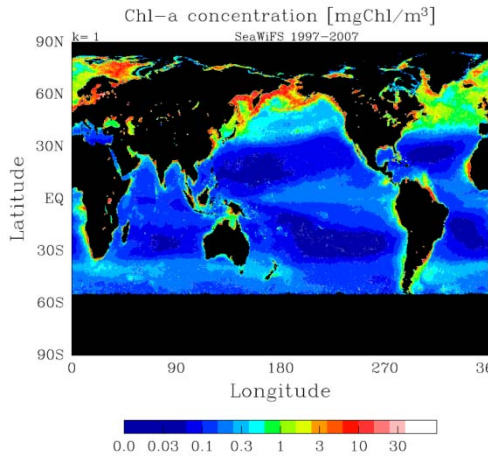 Chl-a concentration [mgChl/m³]
k= 1 SeaWiFS 1997-2007
90N
60N
30N
EQ
30S
60S
90S
Latitude
0 90 180 270 36
Longitude
0.0 0.03 0.1 0.3 1 3 10 30